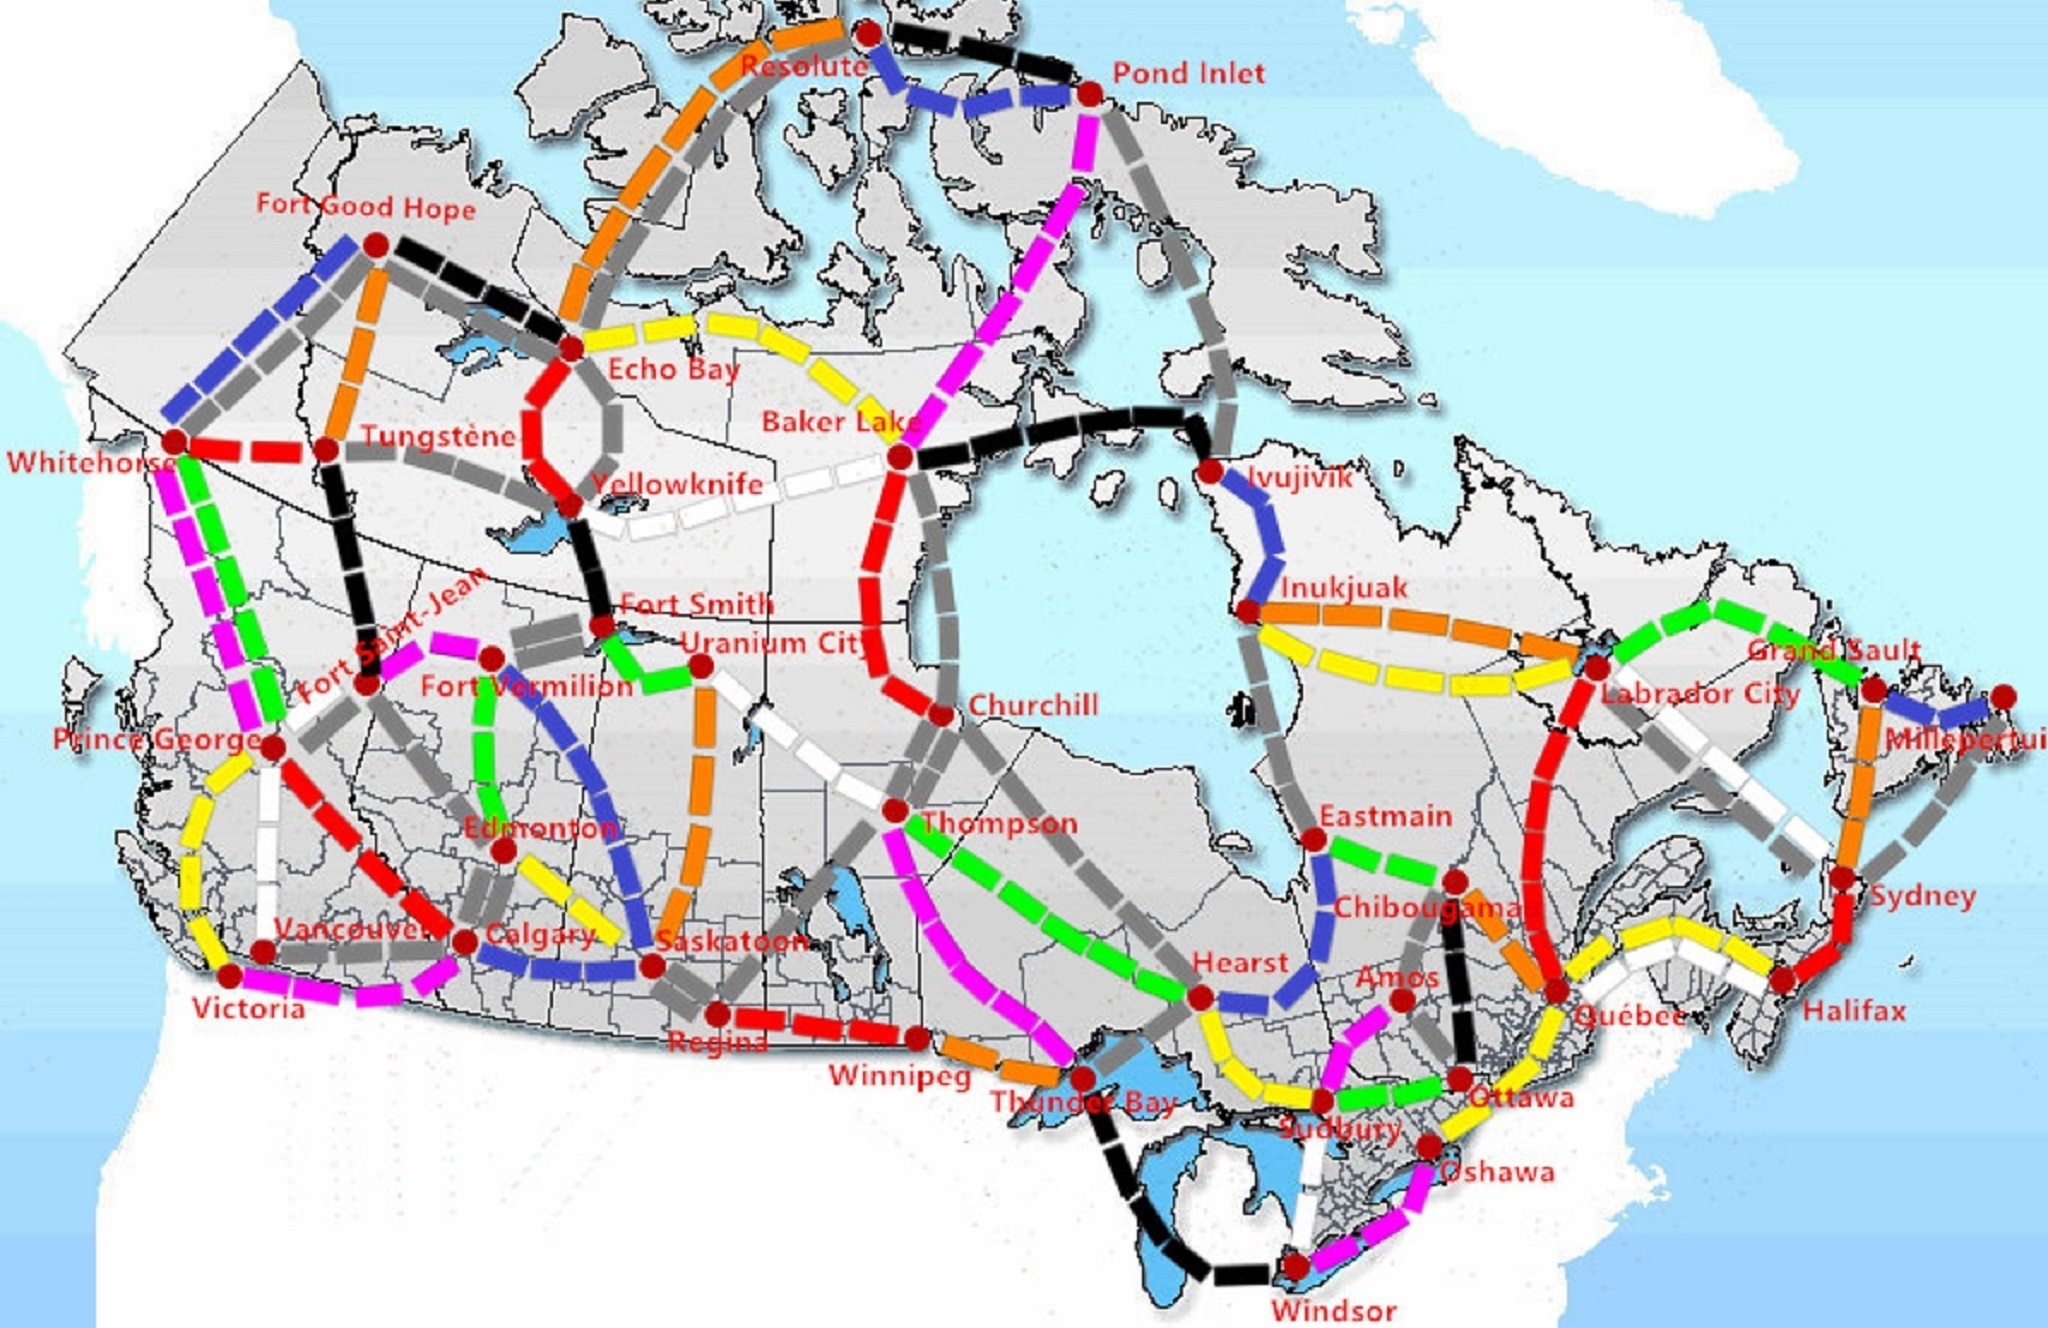 Resolute
Pond Inlet
Fort Good Hope
Echo Bay
Baker Lake
Tungstène
Whitehorse
Yellowknife
Ivujivik
Inukjuak
Fort Smith
Fort Saint-Jean
Uranium City
Grand Sault
Fort Vermilion
Labrador City
Churchill
Prince George
Millepertui
Eastmain
Thompson
Edmonton
Sydney
Chibougamau
Vancouver
Calgary
Saskatoon
Hearst
Amos
Victoria
Halifax
Québec
Regina
Winnipeg
Thunder Bay
Ottawa
Sudbury
Oshawa
Windsor